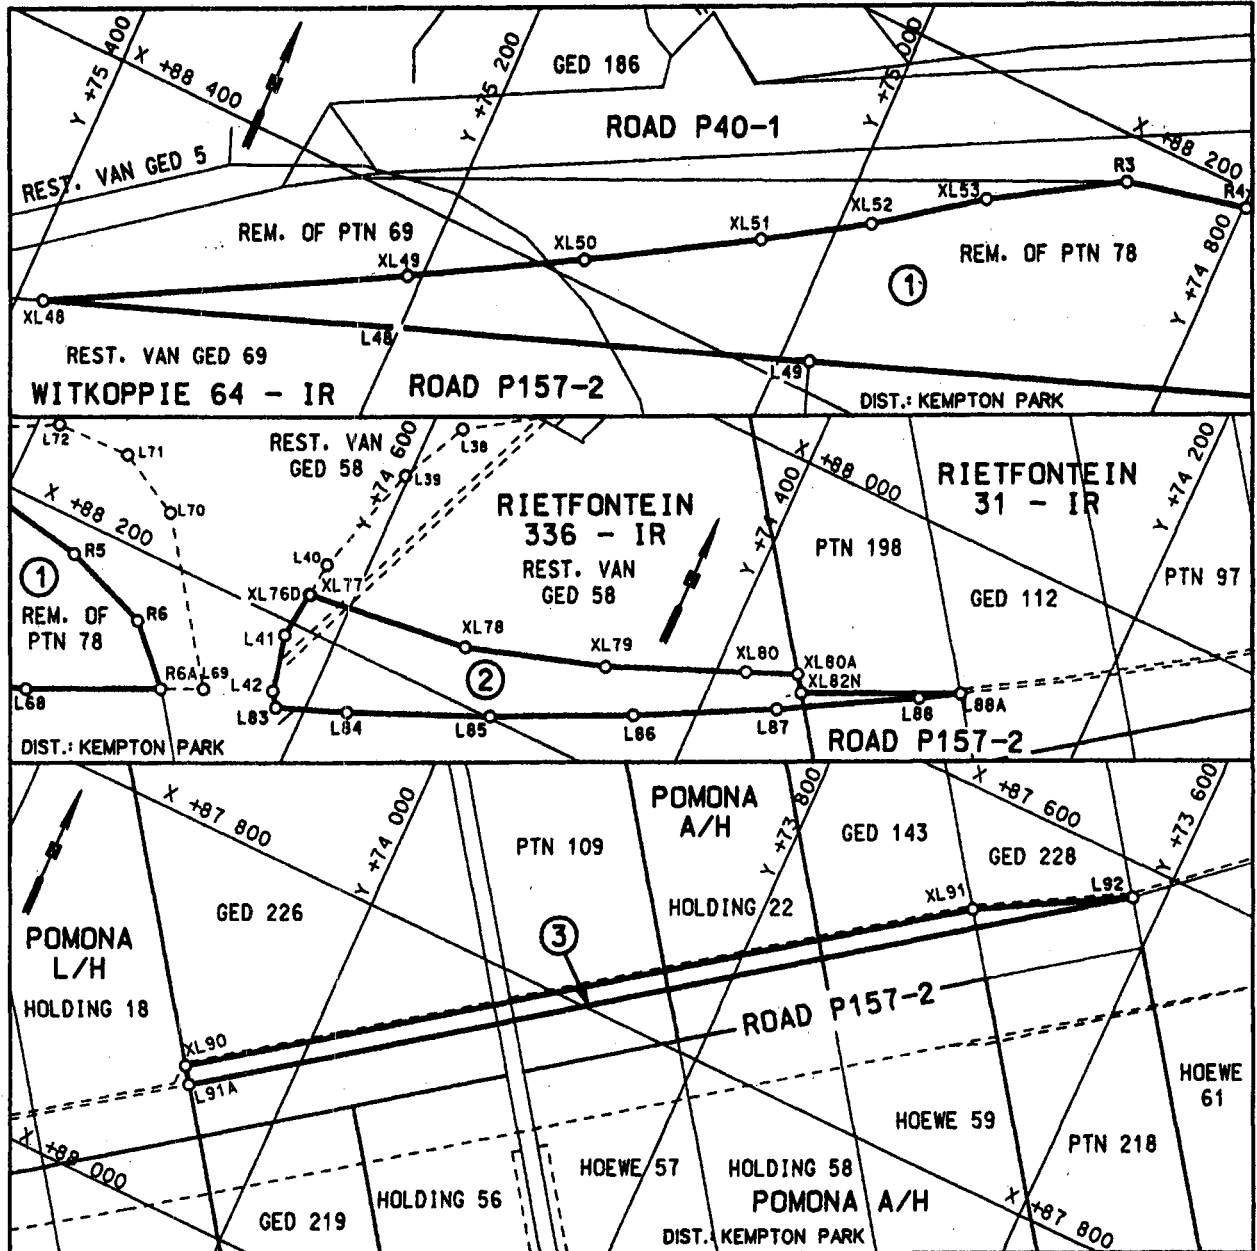 Y +75 400
X +88 400
N
Y +75 200
GED 186
Y +75 000
ROAD P40-1
X +88 200
REST. VAN GED 5
R3
R4
XL53
XL52
XL51
XL50
XL49
REM. OF PTN 69
REM. OF PTN 78
1
Y +74 800
XL48
L48
REST. VAN GED 69
L49
WITKOPPIE 64 - IR
ROAD P157-2
DIST.: KEMPTON PARK
L72
L71
L70
REST. VAN
GED 58
Y +74 600
L38
L39
X +88 200
RIETFONTEIN
336 - IR
REST. VAN
GED 58
Y +74 400
X +88 000
RIETFONTEIN
31 - IR
Y +74 200
PTN 198
GED 112
PTN 97
R5
1
REM. OF
PTN 78
R6
L40
XL76D
XL77
L41
XL78
N
XL79
XL80
XL80A
XL82N
2
R6A
L69
L68
L42
L83
L84
L85
L86
L87
L88
L88A
DIST.: KEMPTON PARK
ROAD P157-2
X +87 800
Y +74 000
PTN 109
POMONA
A/H
Y +73 800
GED 143
X +87 600
GED 228
Y +73 600
N
GED 226
HOLDING 22
XL91
L92
POMONA
L/H
HOLDING 18
3
ROAD P157-2
XL90
L91A
HOEWE
61
X +88 000
HOEWE 59
PTN 218
HOEWE 57
HOLDING 58
HOLDING 56
GED 219
POMONA A/H
X +87 800
DIST.: KEMPTON PARK